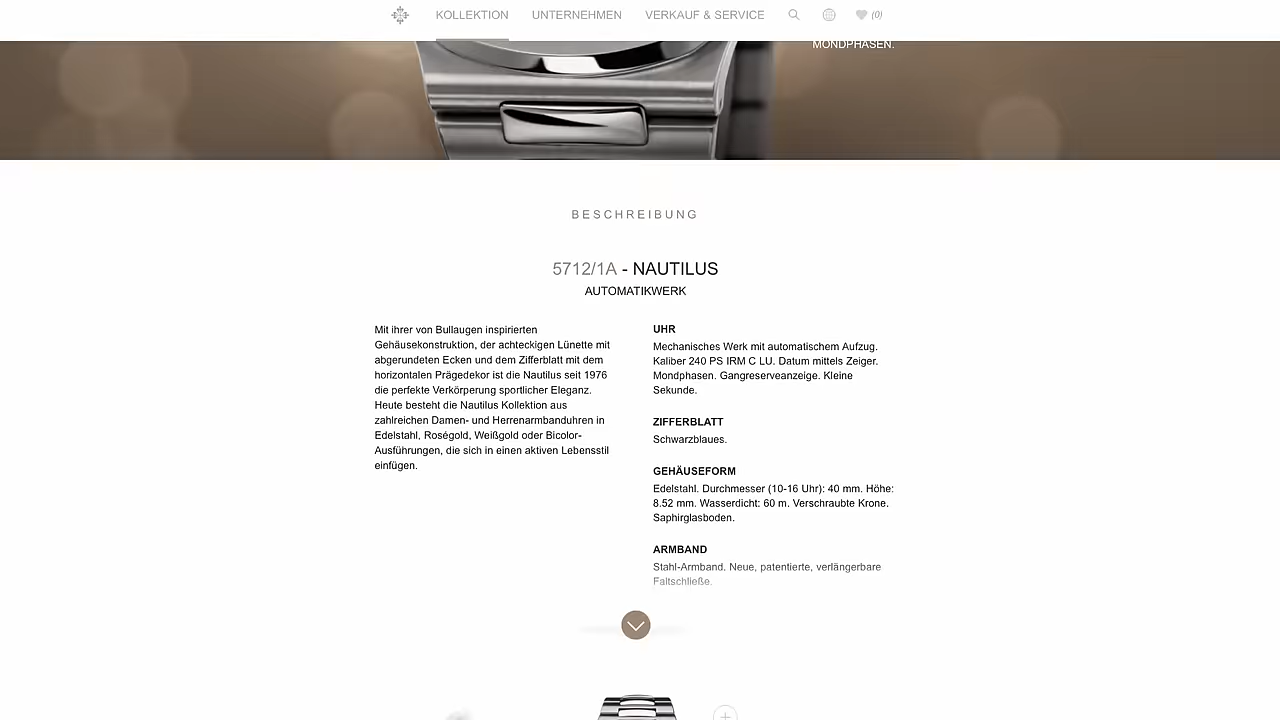 KOLLEKTION UNTERNEHMEN VERKAUF & SERVICE (0)
MONDPHASEN.
BESCHREIBUNG
5712/1A - NAUTILUS
AUTOMATIKWERK
Mit ihrer von Bullaugen inspirierten
Gehäusekonstruktion, der achteckigen Lünette mit
abgerundeten Ecken und dem Zifferblatt mit dem
horizontalen Prägedekor ist die Nautilus seit 1976
die perfekte Verkörperung sportlicher Eleganz.
Heute besteht die Nautilus Kollektion aus
zahlreichen Damen- und Herrenarmbanduhren in
Edelstahl, Roségold, Weißgold oder Bicolor-
Ausführungen, die sich in einen aktiven Lebensstil
einfügen.
UHR
Mechanisches Werk mit automatischem Aufzug.
Kaliber 240 PS IRM C LU. Datum mittels Zeiger.
Mondphasen. Gangreserveanzeige. Kleine
Sekunde.
ZIFFERBLATT
Schwarzblaues.
GEHÄUSEFORM
Edelstahl. Durchmesser (10-16 Uhr): 40 mm. Höhe:
8.52 mm. Wasserdicht: 60 m. Verschraubte Krone.
Saphirglasboden.
ARMBAND
Stahl-Armband. Neue, patentierte, verlängerbare
Faltschließe.